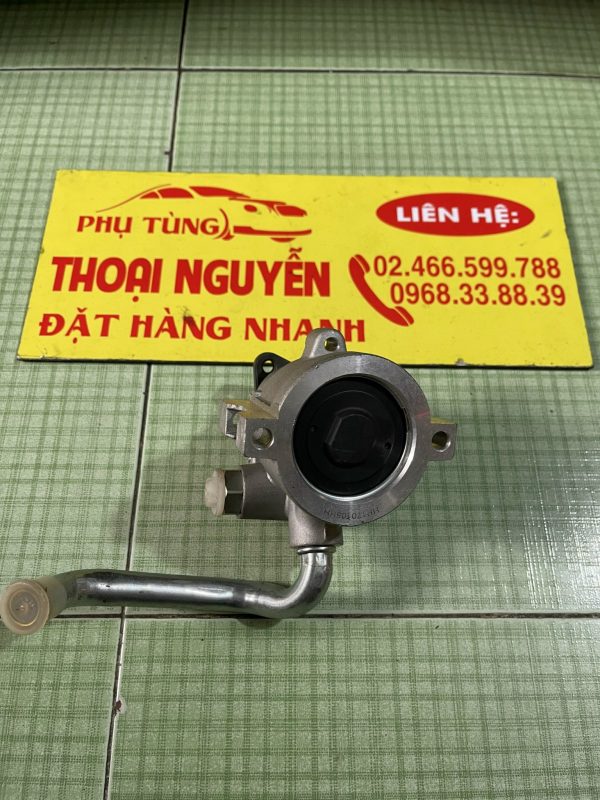 PHỤ TÙNG
LIÊN HỆ:
THOẠI NGUYỄN
02.466.599.788
0968.33.88.39
ĐẶT HÀNG NHANH